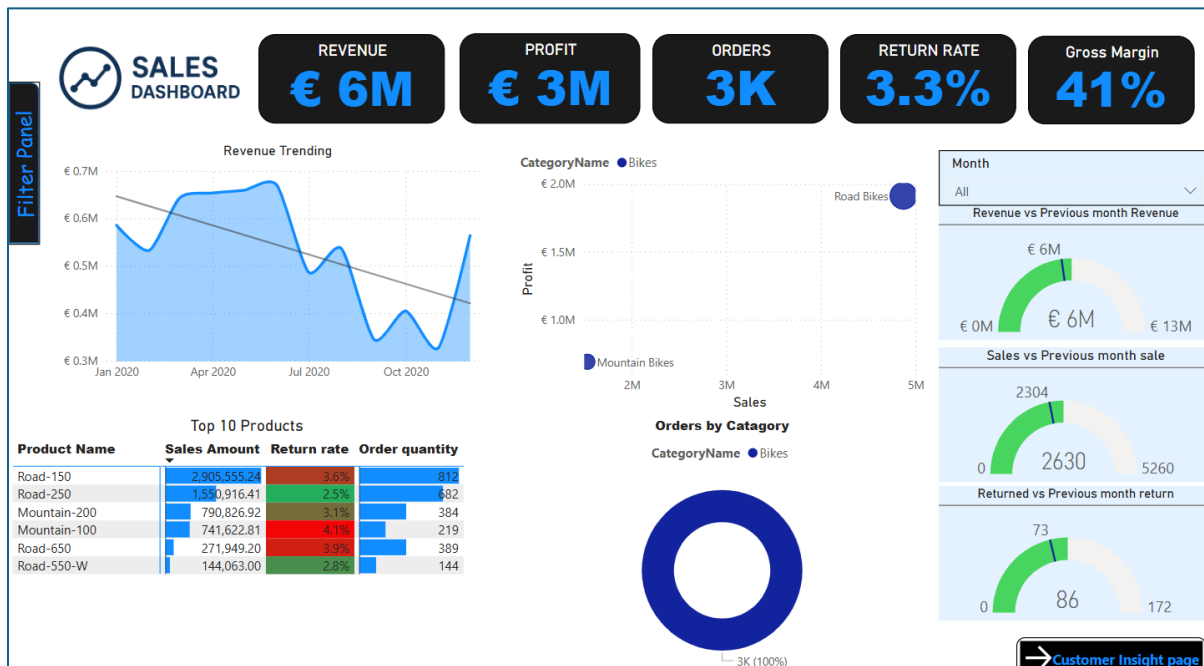 SALES
DASHBOARD
REVENUE
€ 6M
PROFIT
€ 3M
ORDERS
3K
RETURN RATE
3.3%
Gross Margin
41%
Filter Panel
Revenue Trending
€ 0.7M
€ 0.6M
€ 0.5M
€ 0.4M
€ 0.3M
Jan 2020 Apr 2020 Jul 2020 Oct 2020
CategoryName Bikes
€ 2.0M
€ 1.5M
€ 1.0M
Profit
Road Bikes
Mountain Bikes
2M 3M 4M 5M
Sales
Month
All
Revenue vs Previous month Revenue
€ 6M
€ 6M
€ 0M € 13M
Sales vs Previous month sale
2304
2630
0 5260
Returned vs Previous month return
73
86
0 172
Top 10 Products
Product Name Sales Amount Return rate Order quantity
Road-150 2,905,555.24 3.6% 812
Road-250 1,550,916.41 2.5% 682
Mountain-200 790,826.92 3.1% 384
Mountain-100 741,622.81 4.1% 219
Road-650 271,949.20 3.9% 389
Road-550-W 144,063.00 2.8% 144
Orders by Catagory
CategoryName Bikes
3K (100%)
Customer Insight page